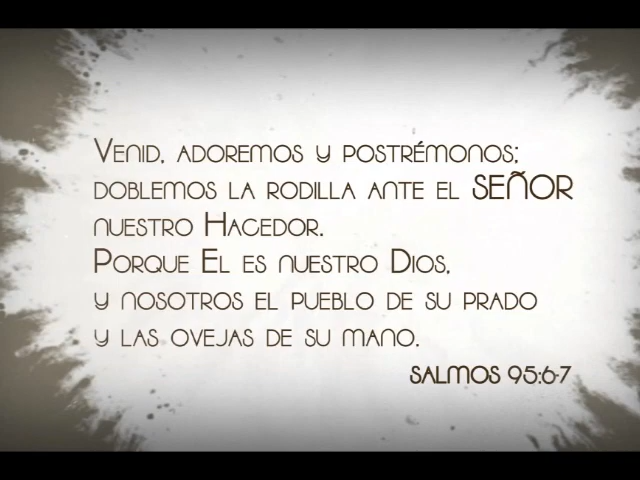 Venid, adoremos y postrémonos;
doblemos la rodilla ante el SEÑOR
nuestro Hacedor.
Porque El es nuestro Dios,
y nosotros el pueblo de su prado
y las ovejas de su mano.
SALMOS 95:6-7